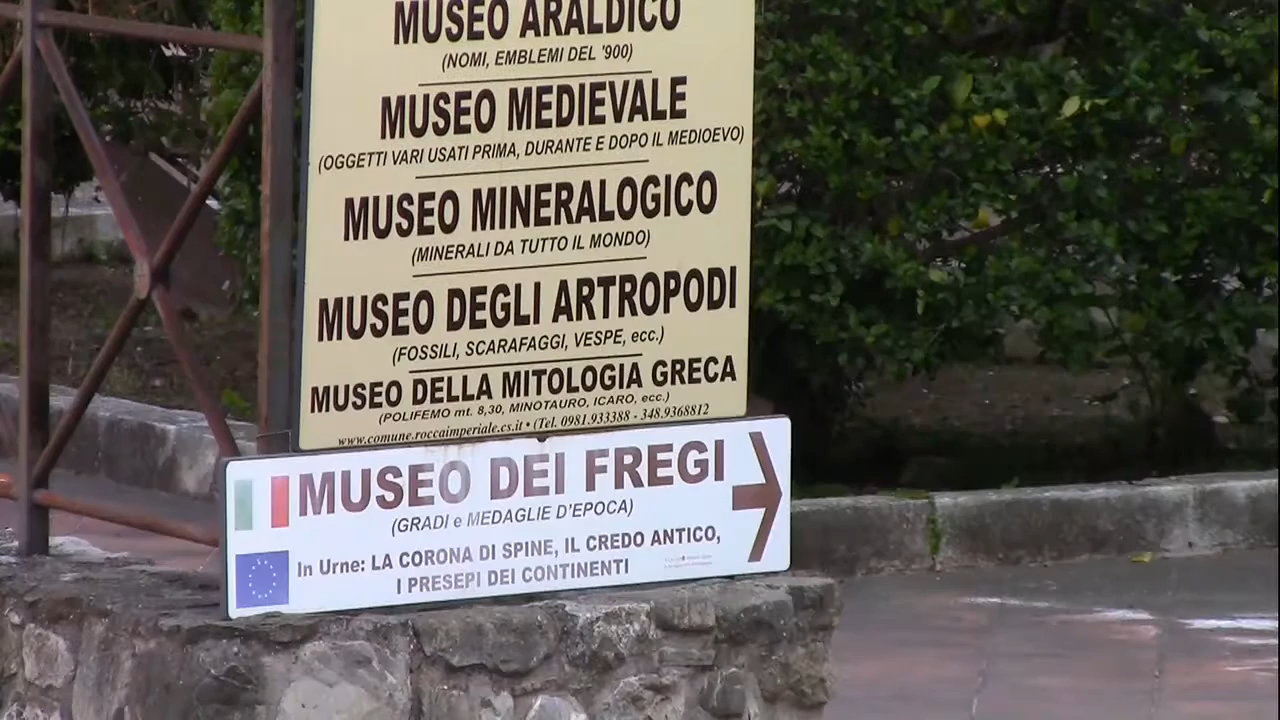 MUSEO ARALDICO
(NOMI, EMBLEMI DEL '900)
MUSEO MEDIEVALE
(OGGETTI VARI USATI PRIMA, DURANTE E DOPO IL MEDIOEVO)
MUSEO MINERALOGICO
(MINERALI DA TUTTO IL MONDO)
MUSEO DEGLI ARTROPODI
(FOSSILI, SCARAFAGGI, VESPE, ecc.)
MUSEO DELLA MITOLOGIA GRECA
(POLIFEMO mt. 8,30, MINOTAURO, ICARO, ecc.)
www.comune.roccaimperiale.cs.it • (Tel. 0981.933388 - 348.9368812
MUSEO DEI FREGI
(GRADI e MEDAGLIE D'EPOCA)
In Urne: LA CORONA DI SPINE, IL CREDO ANTICO,
I PRESEPI DEI CONTINENTI